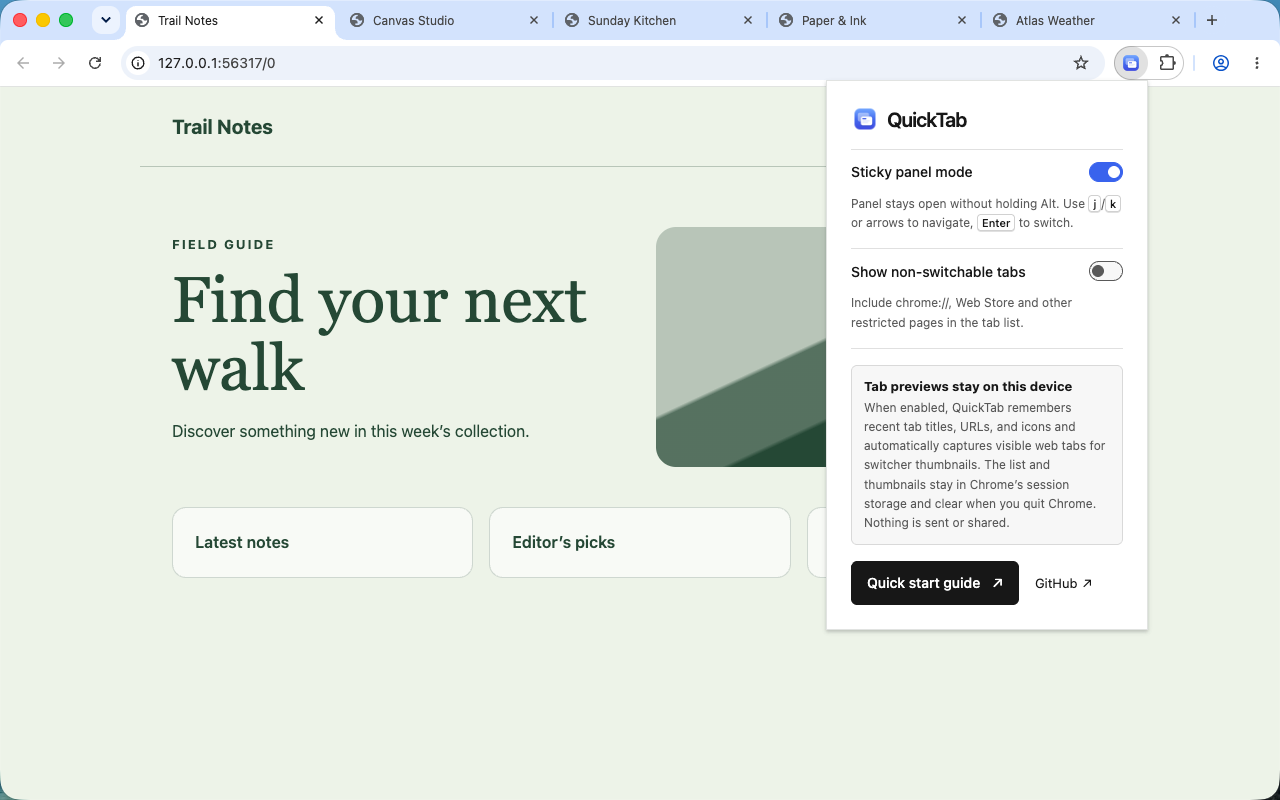 Trail Notes
Canvas Studio
Sunday Kitchen
Paper & Ink
Atlas Weather
127.0.0.1:56317/0
Trail Notes
FIELD GUIDE
Find your next
walk
Discover something new in this week's collection.
Latest notes
Editor's picks
QuickTab
Sticky panel mode
Panel stays open without holding Alt. Use j/k
or arrows to navigate, Enter to switch.
Show non-switchable tabs
Include chrome://, Web Store and other
restricted pages in the tab list.
Tab previews stay on this device
When enabled, QuickTab remembers
recent tab titles, URLs, and icons and
automatically captures visible web tabs for
switcher thumbnails. The list and
thumbnails stay in Chrome's session
storage and clear when you quit Chrome.
Nothing is sent or shared.
Quick start guide ↗
GitHub ↗